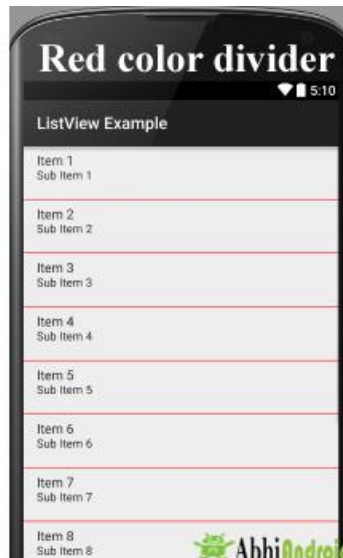 Red color divider
5:10
ListView Example
Item 1
Sub Item 1
Item 2
Sub Item 2
Item 3
Sub Item 3
Item 4
Sub Item 4
Item 5
Sub Item 5
Item 6
Sub Item 6
Item 7
Sub Item 7
Item 8
Sub Item 8
AbhiAndroid